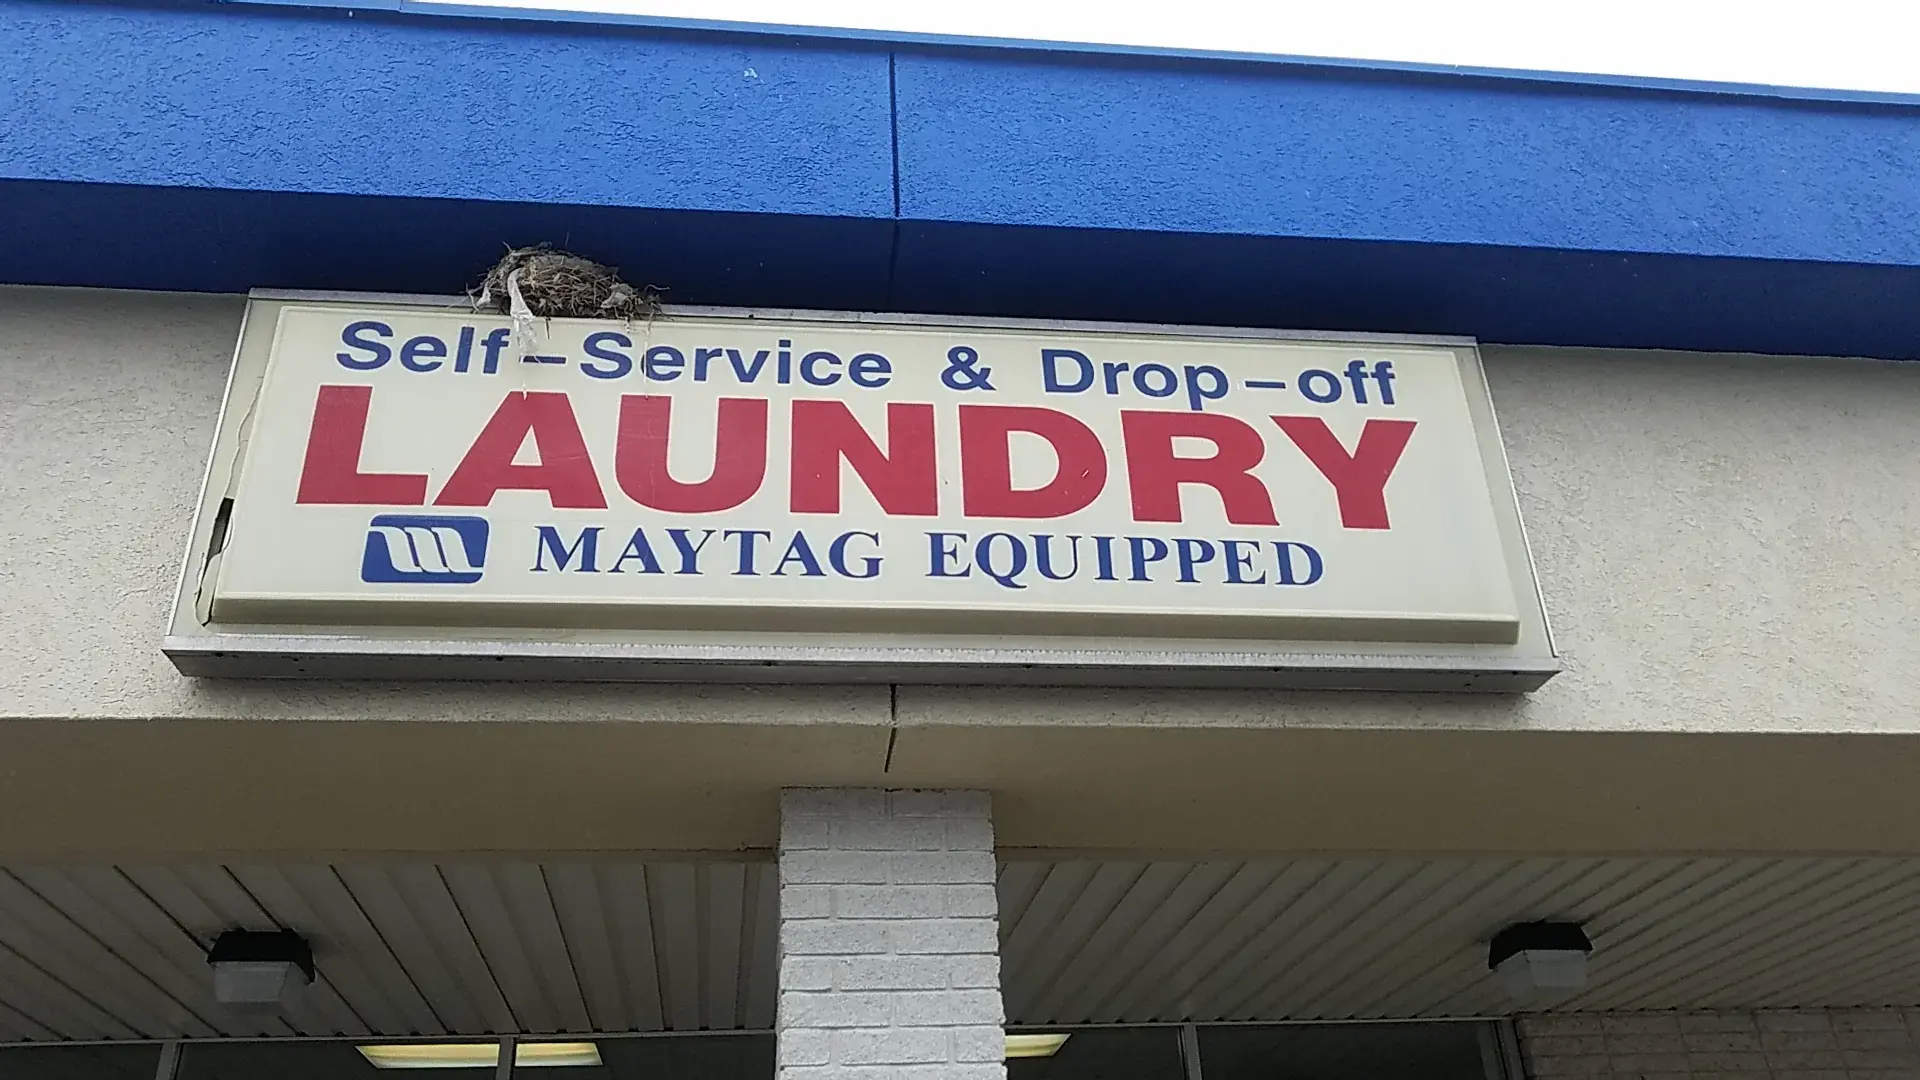 Self-Service & Drop-off
LAUNDRY
MAYTAG EQUIPPED